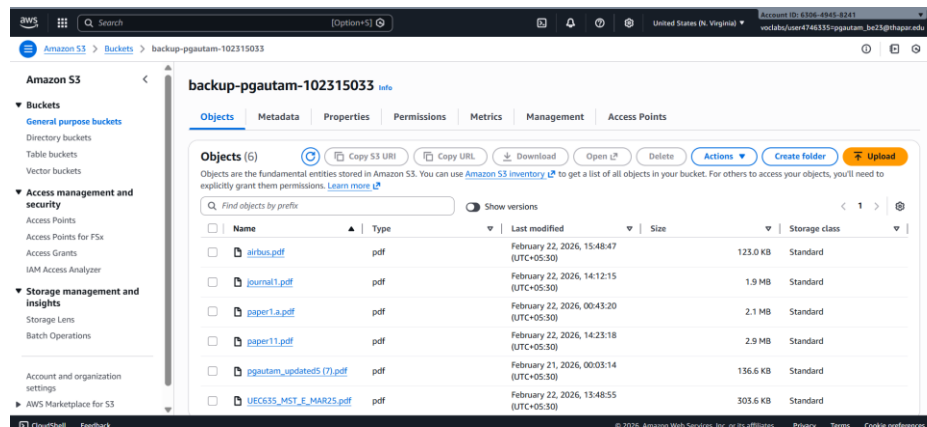 aws
Search
[Option+S]
United States (N. Virginia)
Account ID: 6306-4945-8241
voclabs/user4746335=pgautam_be23@thapar.edu
Amazon S3 > Buckets > backup-pgautam-102315033
Amazon S3
Buckets
General purpose buckets
Directory buckets
Table buckets
Vector buckets
Access management and security
Access Points
Access Points for FSx
Access Grants
IAM Access Analyzer
Storage management and insights
Storage Lens
Batch Operations
Account and organization settings
AWS Marketplace for S3
backup-pgautam-102315033 Info
Objects Metadata Properties Permissions Metrics Management Access Points
Objects (6)
Copy S3 URI Copy URL Download Open Delete Actions Create folder Upload
Objects are the fundamental entities stored in Amazon S3. You can use Amazon S3 inventory to get a list of all objects in your bucket. For others to access your objects, you'll need to
explicitly grant them permissions. Learn more
Find objects by prefix
Show versions
1
Name Type Last modified Size Storage class
airbus.pdf pdf February 22, 2026, 15:48:47 (UTC+05:30) 123.0 KB Standard
journal1.pdf pdf February 22, 2026, 14:12:15 (UTC+05:30) 1.9 MB Standard
paper1.a.pdf pdf February 22, 2026, 00:43:20 (UTC+05:30) 2.1 MB Standard
paper11.pdf pdf February 22, 2026, 14:23:18 (UTC+05:30) 2.9 MB Standard
pgautam_updated5 (7).pdf pdf February 21, 2026, 00:03:14 (UTC+05:30) 136.6 KB Standard
UEC635_MST_E_MAR25.pdf pdf February 22, 2026, 13:48:55 (UTC+05:30) 303.6 KB Standard
CloudShell Feedback
© 2026, Amazon Web Services, Inc. or its affiliates. Privacy Terms Cookie preferences